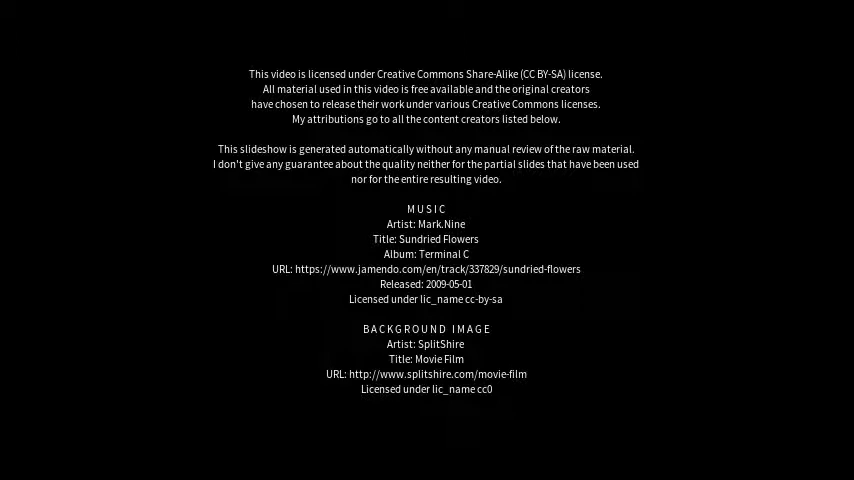 This video is licensed under Creative Commons Share-Alike (CC BY-SA) license.
All material used in this video is free available and the original creators
have chosen to release their work under various Creative Commons licenses.
My attributions go to all the content creators listed below.
This slideshow is generated automatically without any manual review of the raw material.
I don't give any guarantee about the quality neither for the partial slides that have been used
nor for the entire resulting video.
MUSIC
Artist: Mark.Nine
Title: Sundried Flowers
Album: Terminal C
URL: https://www.jamendo.com/en/track/337829/sundried-flowers
Released: 2009-05-01
Licensed under lic_name cc-by-sa
BACKGROUND IMAGE
Artist: SplitShire
Title: Movie Film
URL: http://www.splitshire.com/movie-film
Licensed under lic_name cc0